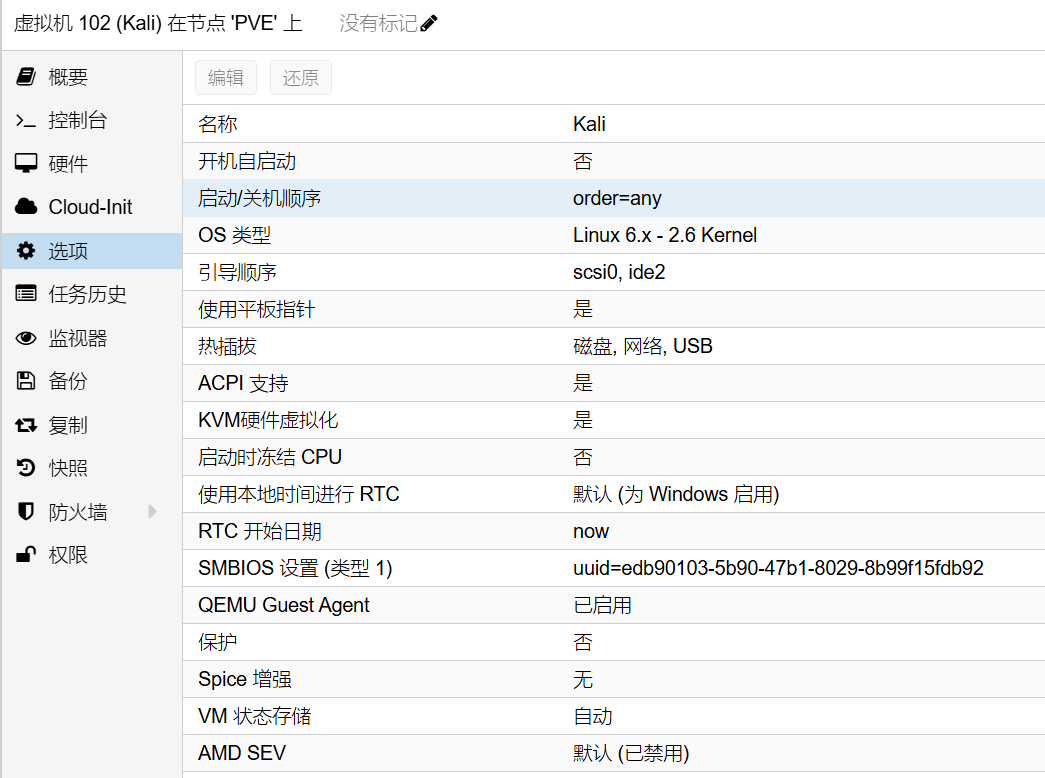 虚拟机 102 (Kali) 在节点 'PVE' 上 没有标记
概要
控制台
硬件
Cloud-Init
选项
任务历史
监视器
备份
复制
快照
防火墙
权限
编辑 还原
名称 Kali
开机自启动 否
启动/关机顺序 order=any
OS 类型 Linux 6.x - 2.6 Kernel
引导顺序 scsi0, ide2
使用平板指针 是
热插拔 磁盘, 网络, USB
ACPI 支持 是
KVM硬件虚拟化 是
启动时冻结 CPU 否
使用本地时间进行 RTC 默认 (为 Windows 启用)
RTC 开始日期 now
SMBIOS 设置 (类型 1) uuid=edb90103-5b90-47b1-8029-8b99f15fdb92
QEMU Guest Agent 已启用
保护 否
Spice 增强 无
VM 状态存储 自动
AMD SEV 默认 (已禁用)